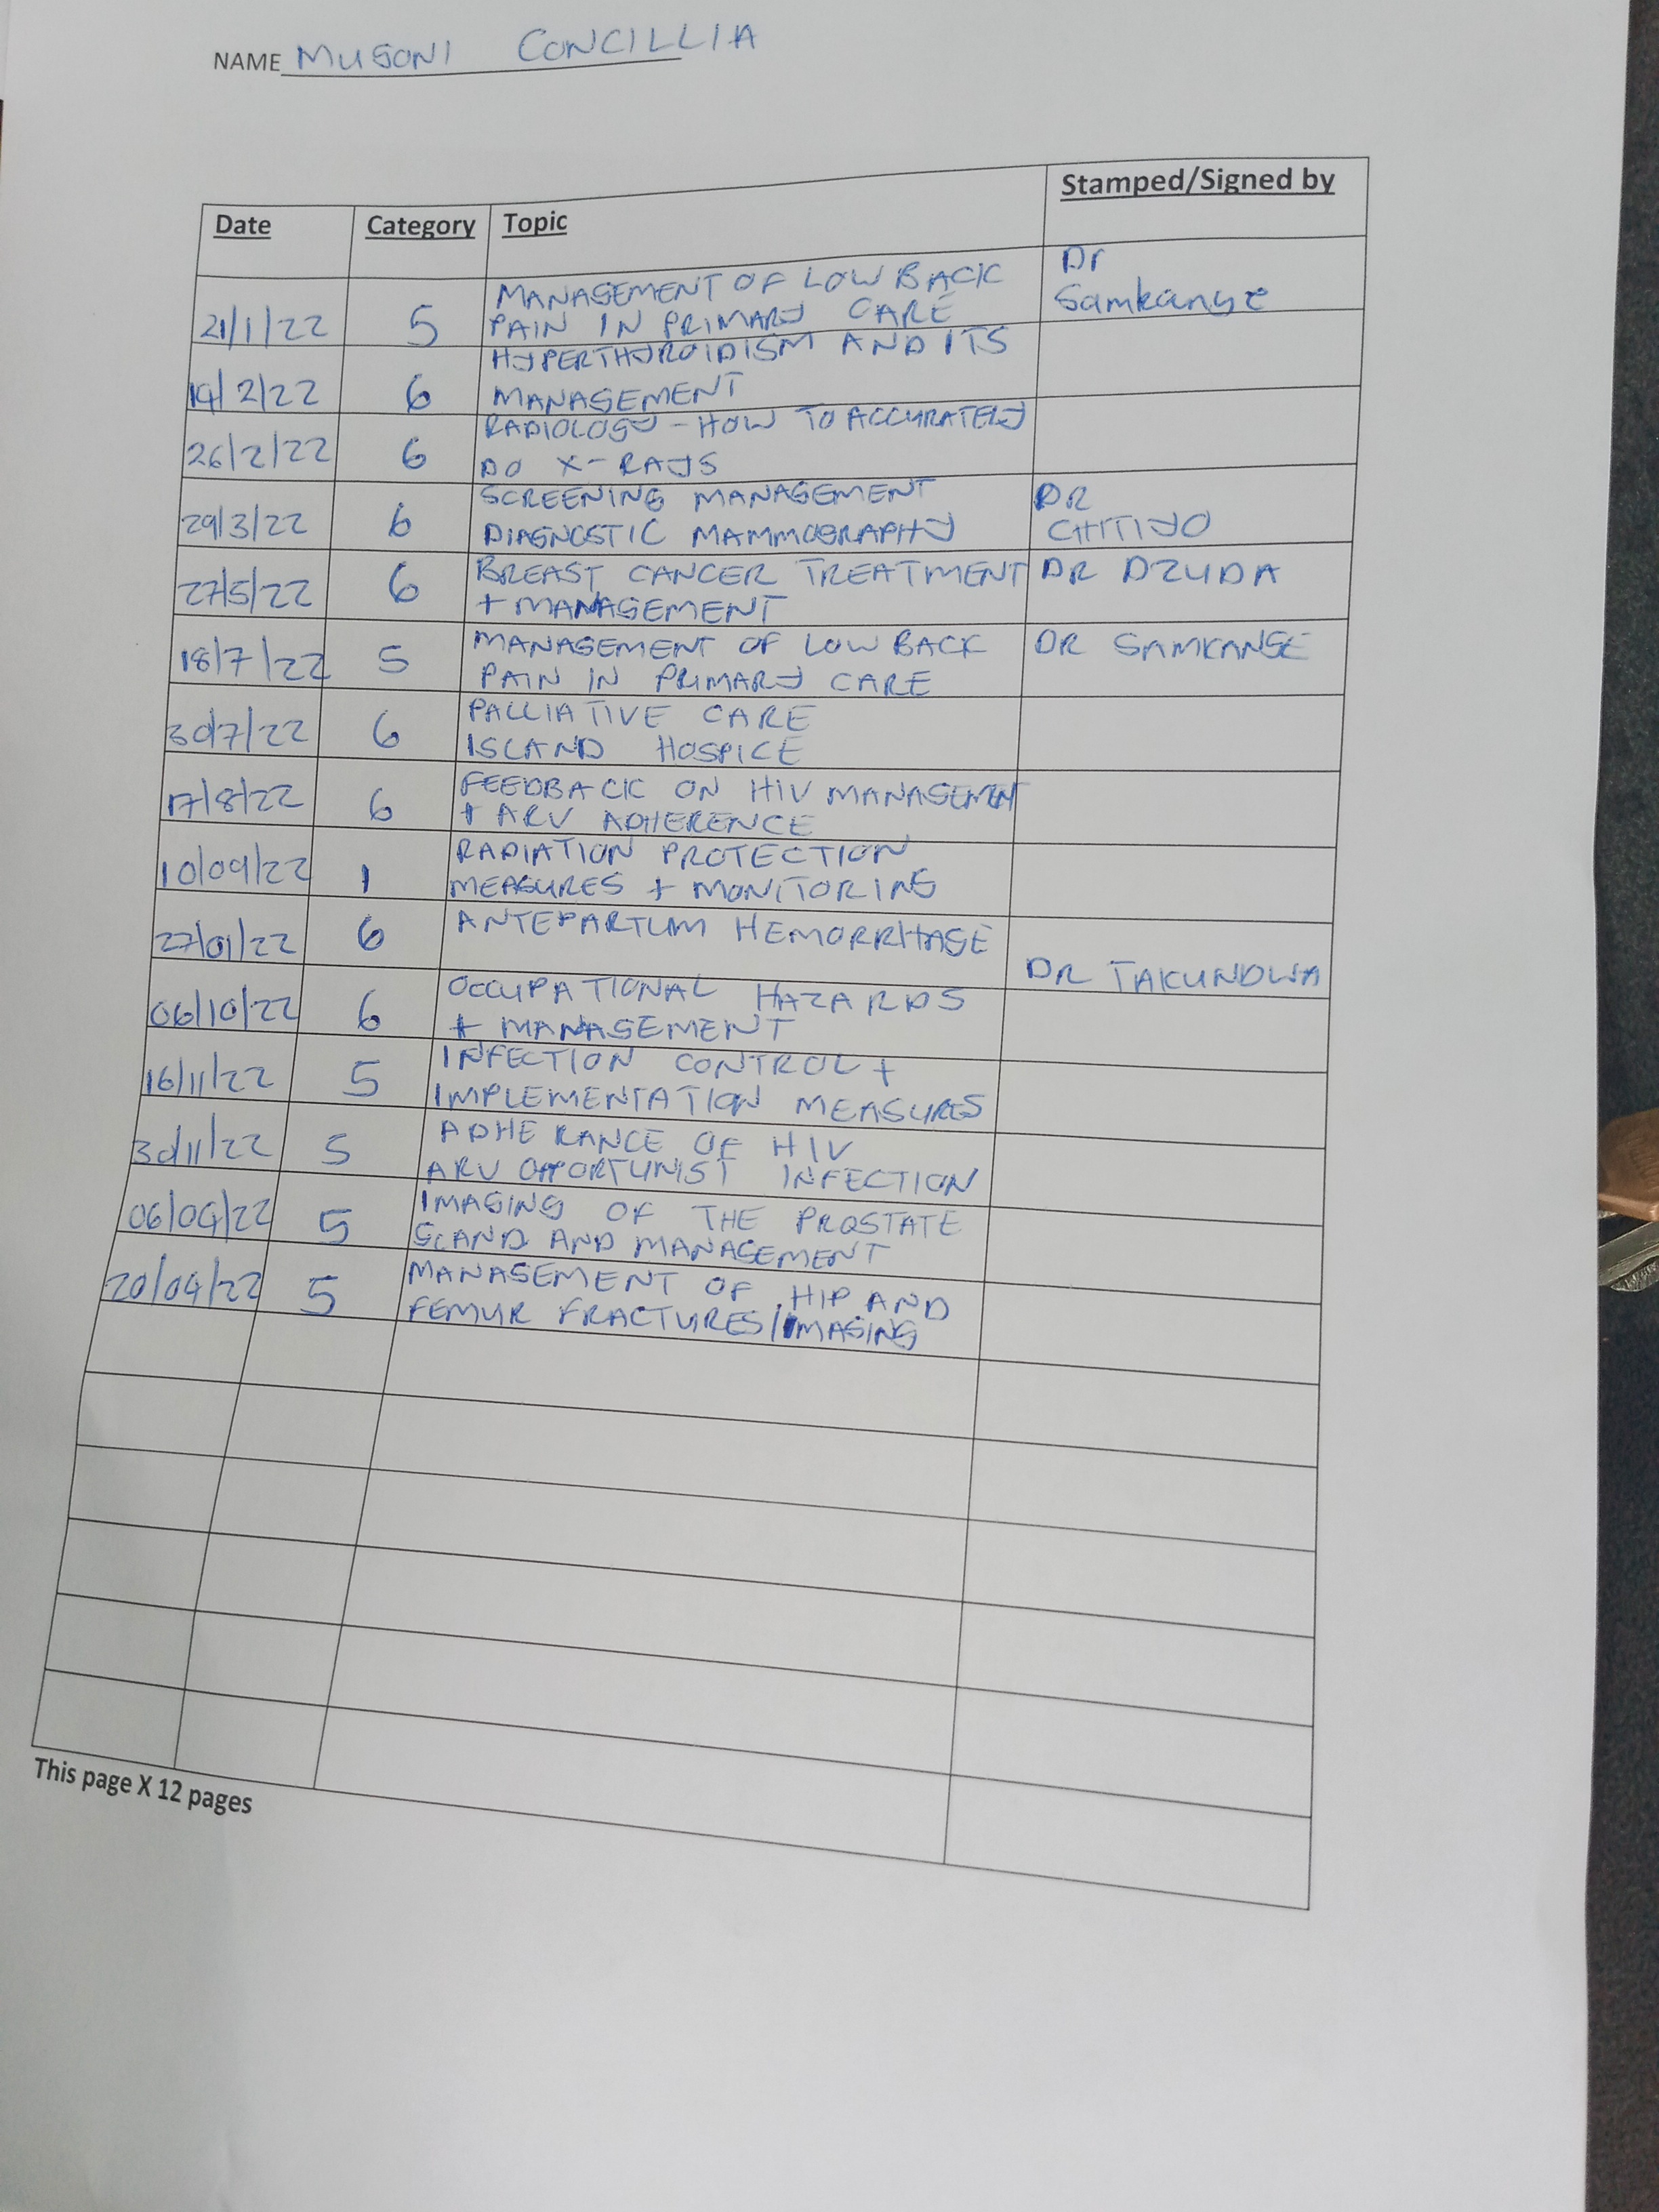 NAME MUSONI CONCILLIA
Date Category Topic Stamped/Signed by
21/1/22 5 MANAGEMENT OF LOW BACK
PAIN IN PRIMARY CARE
Dr
Samkange
14/2/22 6 HYPERTHYROIDISM AND ITS
MANAGEMENT
26/2/22 6 RADIOLOGY - HOW TO ACCURATELY
DO X-RAYS
29/3/22 6 SCREENING MANAGEMENT
DIAGNOSTIC MAMMOGRAPHY
DR
CHITIYO
27/5/22 6 BREAST CANCER TREATMENT
+ MANAGEMENT
DR DZUDA
18/7/22 5 MANAGEMENT OF LOW BACK
PAIN IN PRIMARY CARE
DR SAMKANGE
30/7/22 6 PALLIATIVE CARE
ISLAND HOSPICE
17/8/22 6 FEEDBACK ON HIV MANAGEMENT
+ ARV ADHERENCE
10/09/22 1 RADIATION PROTECTION
MEASURES + MONITORING
27/01/22 6 ANTEPARTUM HEMORRHAGE
DR TAKUNDWA
06/10/22 6 OCCUPATIONAL HAZARDS
+ MANAGEMENT
16/11/22 5 INFECTION CONTROL +
IMPLEMENTATION MEASURES
30/11/22 5 ADHERANCE OF HIV
ARV OPPORTUNIST INFECTION
06/04/22 5 IMAGING OF THE PROSTATE
GLAND AND MANAGEMENT
20/04/22 5 MANAGEMENT OF HIP AND
FEMUR FRACTURES/IMAGING
This page X 12 pages